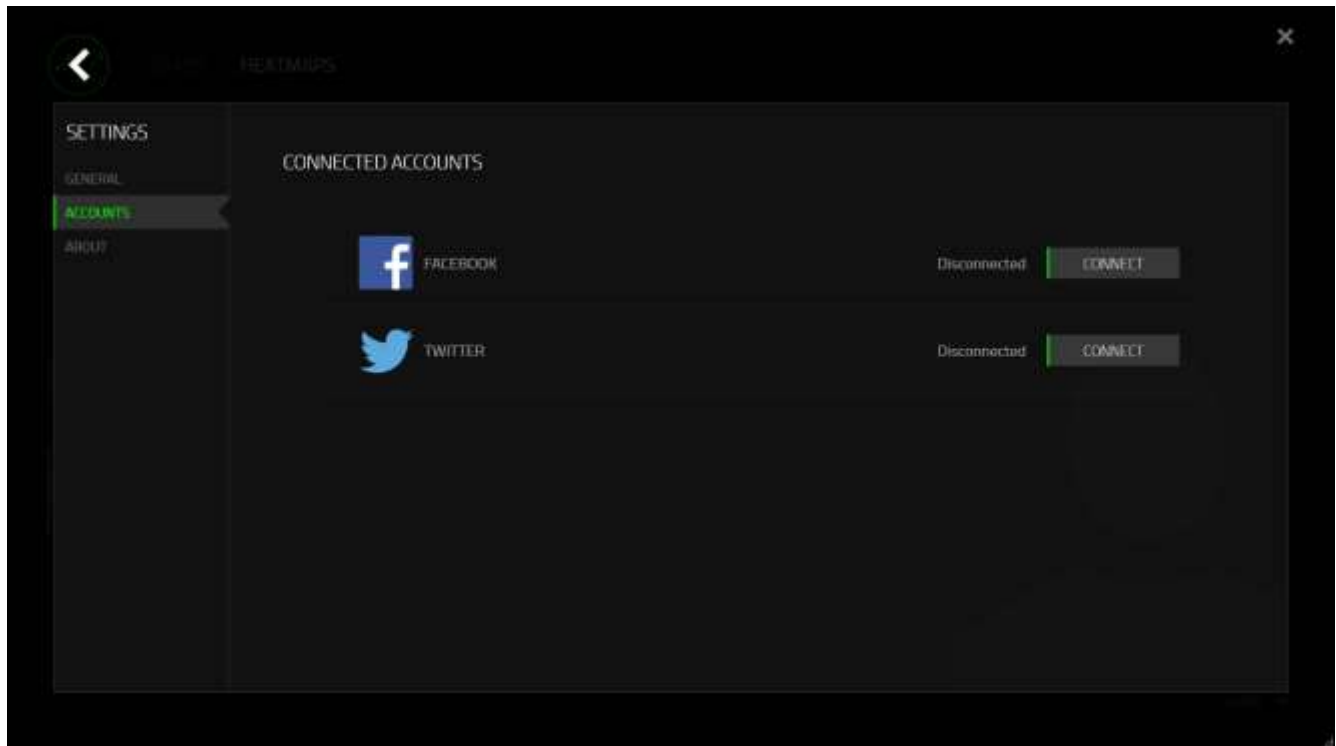 HEATMAPS
SETTINGS
GENERAL
ACCOUNTS
ABOUT
CONNECTED ACCOUNTS
FACEBOOK Disconnected CONNECT
TWITTER Disconnected CONNECT